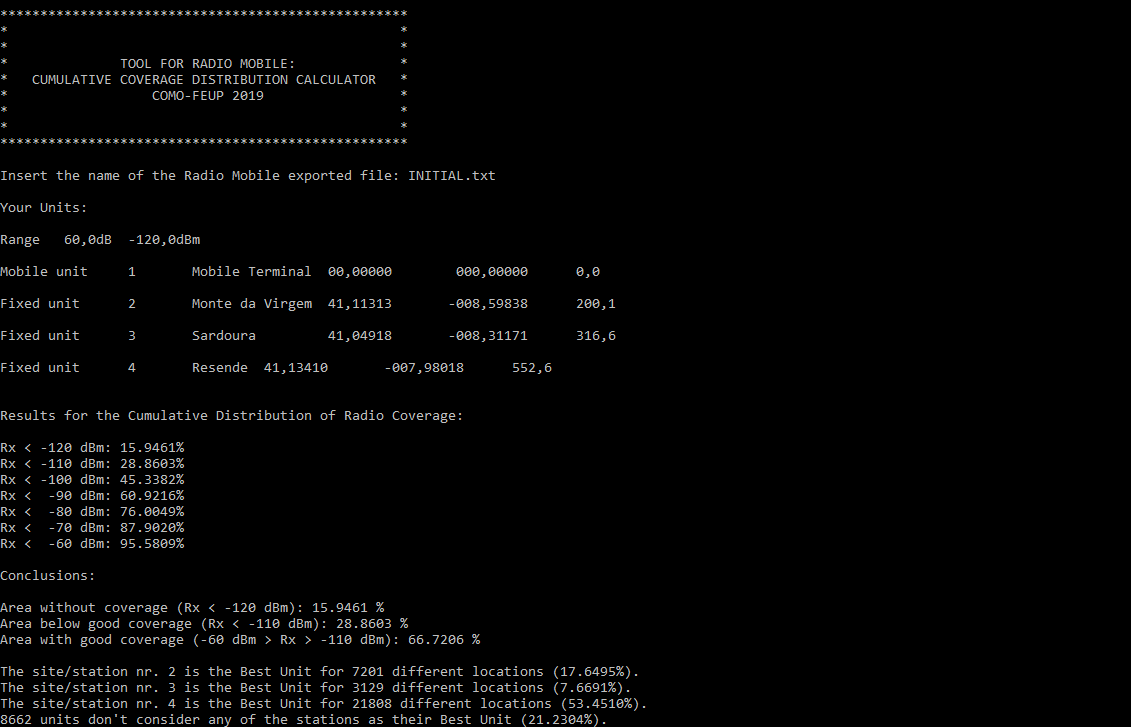 ***************************************************
* *
* *
* TOOL FOR RADIO MOBILE: *
* CUMULATIVE COVERAGE DISTRIBUTION CALCULATOR *
* COMO-FEUP 2019 *
* *
* *
***************************************************
Insert the name of the Radio Mobile exported file: INITIAL.txt
Your Units:
Range 60,0dB -120,0dBm
Mobile unit 1 Mobile Terminal 00,00000 000,00000 0,0
Fixed unit 2 Monte da Virgem 41,11313 -008,59838 200,1
Fixed unit 3 Sardoura 41,04918 -008,31171 316,6
Fixed unit 4 Resende 41,13410 -007,98018 552,6
Results for the Cumulative Distribution of Radio Coverage:
Rx < -120 dBm: 15.9461%
Rx < -110 dBm: 28.8603%
Rx < -100 dBm: 45.3382%
Rx <  -90 dBm: 60.9216%
Rx <  -80 dBm: 76.0049%
Rx <  -70 dBm: 87.9020%
Rx <  -60 dBm: 95.5809%
Conclusions:
Area without coverage (Rx < -120 dBm): 15.9461 %
Area below good coverage (Rx < -110 dBm): 28.8603 %
Area with good coverage (-60 dBm > Rx > -110 dBm): 66.7206 %
The site/station nr. 2 is the Best Unit for 7201 different locations (17.6495%).
The site/station nr. 3 is the Best Unit for 3129 different locations (7.6691%).
The site/station nr. 4 is the Best Unit for 21808 different locations (53.4510%).
8662 units don't consider any of the stations as their Best Unit (21.2304%).